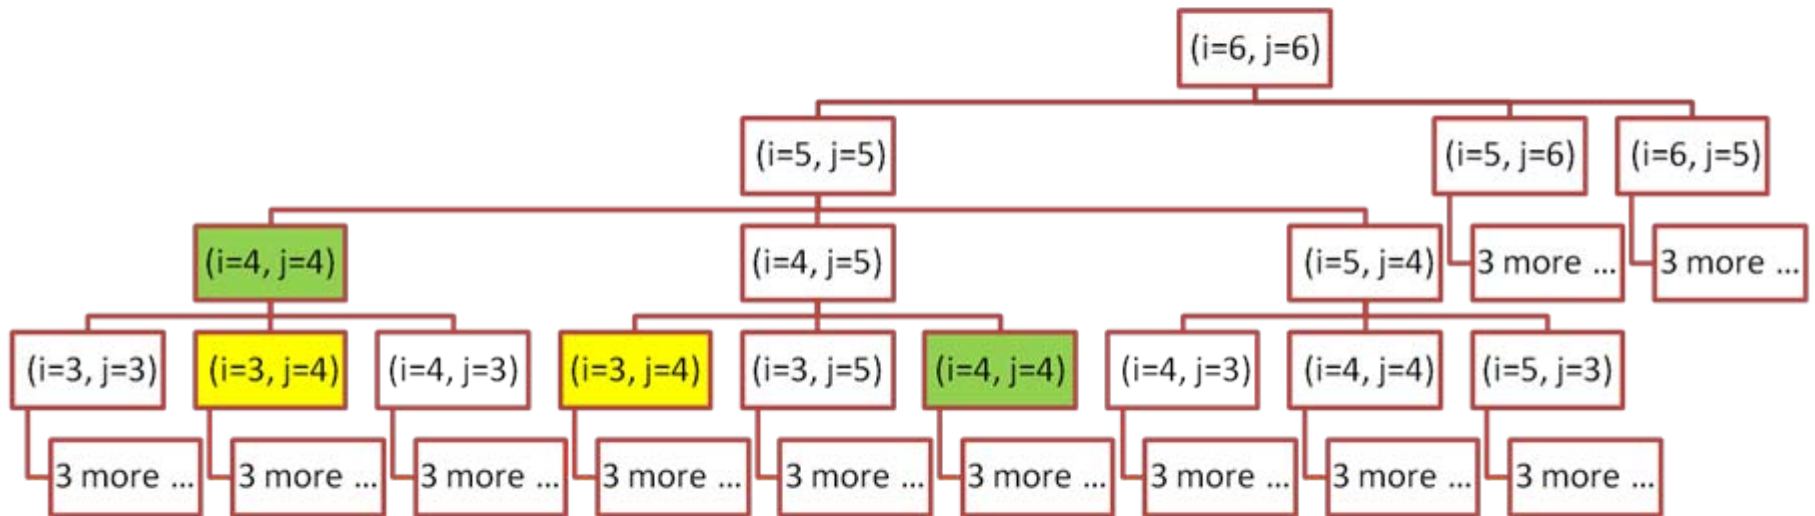 (i=6, j=6)
(i=5, j=5)
(i=5, j=6)
(i=6, j=5)
(i=4, j=4)
(i=4, j=5)
(i=5, j=4)
3 more ...
3 more ...
(i=3, j=3)
(i=3, j=4)
(i=4, j=3)
(i=3, j=4)
(i=3, j=5)
(i=4, j=4)
(i=4, j=3)
(i=4, j=4)
(i=5, j=3)
3 more ...
3 more ...
3 more ...
3 more ...
3 more ...
3 more ...
3 more ...
3 more ...
3 more ...